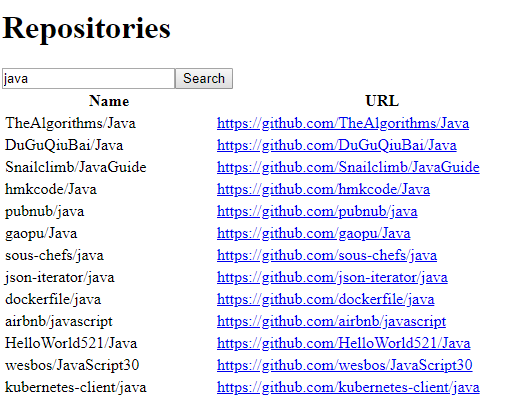 Repositories
java Search
Name URL
TheAlgorithms/Java https://github.com/TheAlgorithms/Java
DuGuQiuBai/Java https://github.com/DuGuQiuBai/Java
Snailclimb/JavaGuide https://github.com/Snailclimb/JavaGuide
hmkcode/Java https://github.com/hmkcode/Java
pubnub/java https://github.com/pubnub/java
gaopu/Java https://github.com/gaopu/Java
sous-chefs/java https://github.com/sous-chefs/java
json-iterator/java https://github.com/json-iterator/java
dockerfile/java https://github.com/dockerfile/java
airbnb/javascript https://github.com/airbnb/javascript
HelloWorld521/Java https://github.com/HelloWorld521/Java
wesbos/JavaScript30 https://github.com/wesbos/JavaScript30
kubernetes-client/java https://github.com/kubernetes-client/java